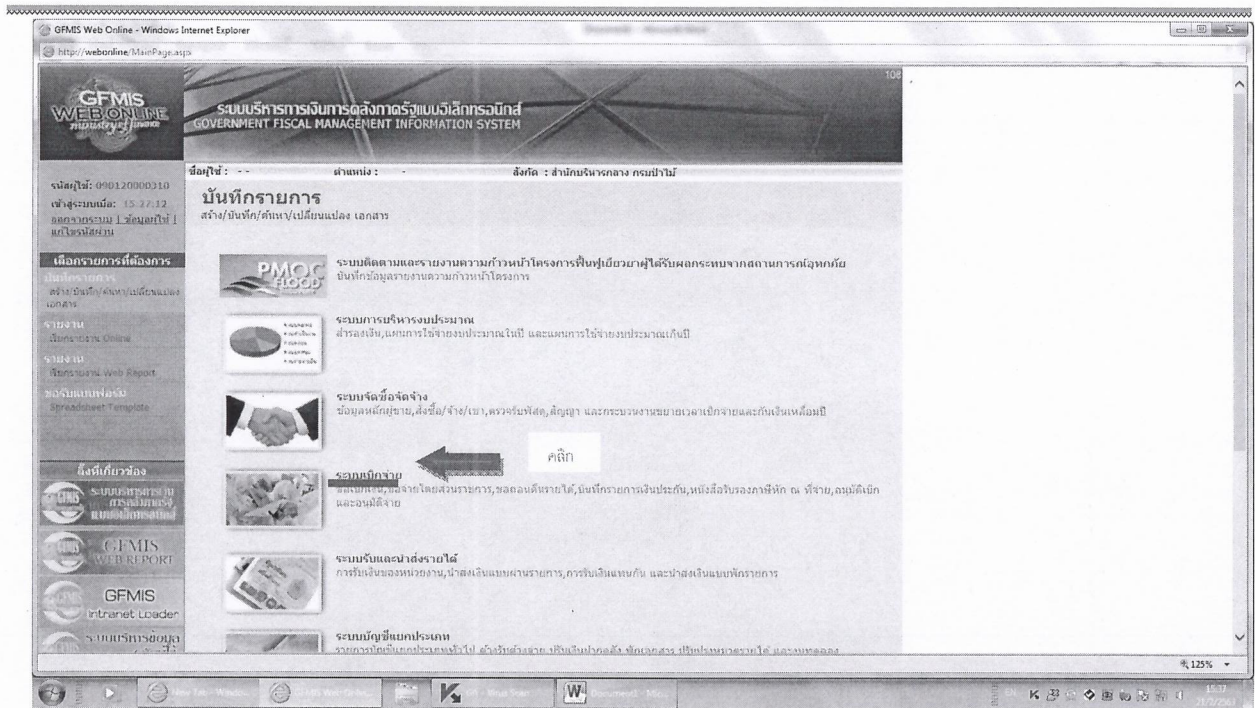 GFMIS Web Online - Windows Internet Explorer
http://webonline/MainPage.aspx
GFMIS
WEB ONLINE
108
ระบบบริหารการเงินการคลังภาครัฐแบบอิเล็กทรอนิกส์
GOVERNMENT FISCAL MANAGEMENT INFORMATION SYSTEM
ชื่อผู้ใช้ : - - ตำแหน่ง : - สังกัด : สำนักบริหารกลาง กรมป่าไม้
รหัสผู้ใช้: 090120000310
เข้าสู่ระบบเมื่อ: 15:27:12
ออกจากระบบ | ข้อมูลผู้ใช้ |
แก้ไขรหัสผ่าน
เลือกรายการที่ต้องการ
บันทึกรายการ
สร้าง/บันทึก/ค้นหา/เปลี่ยนแปลง
เอกสาร
รายงาน
เรียกรายงาน Online
รายงาน
เรียกรายงาน Web Report
ขอรับแบบฟอร์ม
Spreadsheet Template
ลิงที่เกี่ยวข้อง
GFMIS
WEB REPORT
GFMIS
Intranet Loader
ระบบบริหารข้อมูล
บันทึกรายการ
สร้าง/บันทึก/ค้นหา/เปลี่ยนแปลง เอกสาร
PMOC
FLOOD
ระบบติดตามและรายงานความก้าวหน้าโครงการฟื้นฟูเยียวยาผู้ได้รับผลกระทบจากสถานการณ์อุทกภัย
บันทึกข้อมูลรายงานความก้าวหน้าโครงการ
ระบบการบริหารงบประมาณ
สำรองเงิน,แผนการใช้จ่ายงบประมาณในปี และแผนการใช้จ่ายงบประมาณเกินปี
ระบบจัดซื้อจัดจ้าง
ข้อมูลหลักผู้ขาย,สั่งซื้อ/จ้าง/เช่า,ตรวจรับพัสดุ,สัญญา และกระบวนงานขยายเวลาเบิกจ่ายและกันเงินเหลื่อมปี
คลิก
ระบบเบิกจ่าย
ขอเบิกเงิน,ขอจ่ายโดยส่วนราชการ,ขอถอนคืนรายได้,บันทึกรายการเงินประกัน,หนังสือรับรองภาษีหัก ณ ที่จ่าย,อนุมัติเบิก
และอนุมัติจ่าย
ระบบรับและนำส่งรายได้
การรับเงินของหน่วยงาน,นำส่งเงินแบบผ่านรายการ,การรับเงินแทนกัน และนำส่งเงินแบบพักรายการ
ระบบบัญชีแยกประเภท
125%
New Tab - Windo...
GFMIS Web Online...
Virus Scan
Document1 - Mic...
EN
15:37
21/2/2563